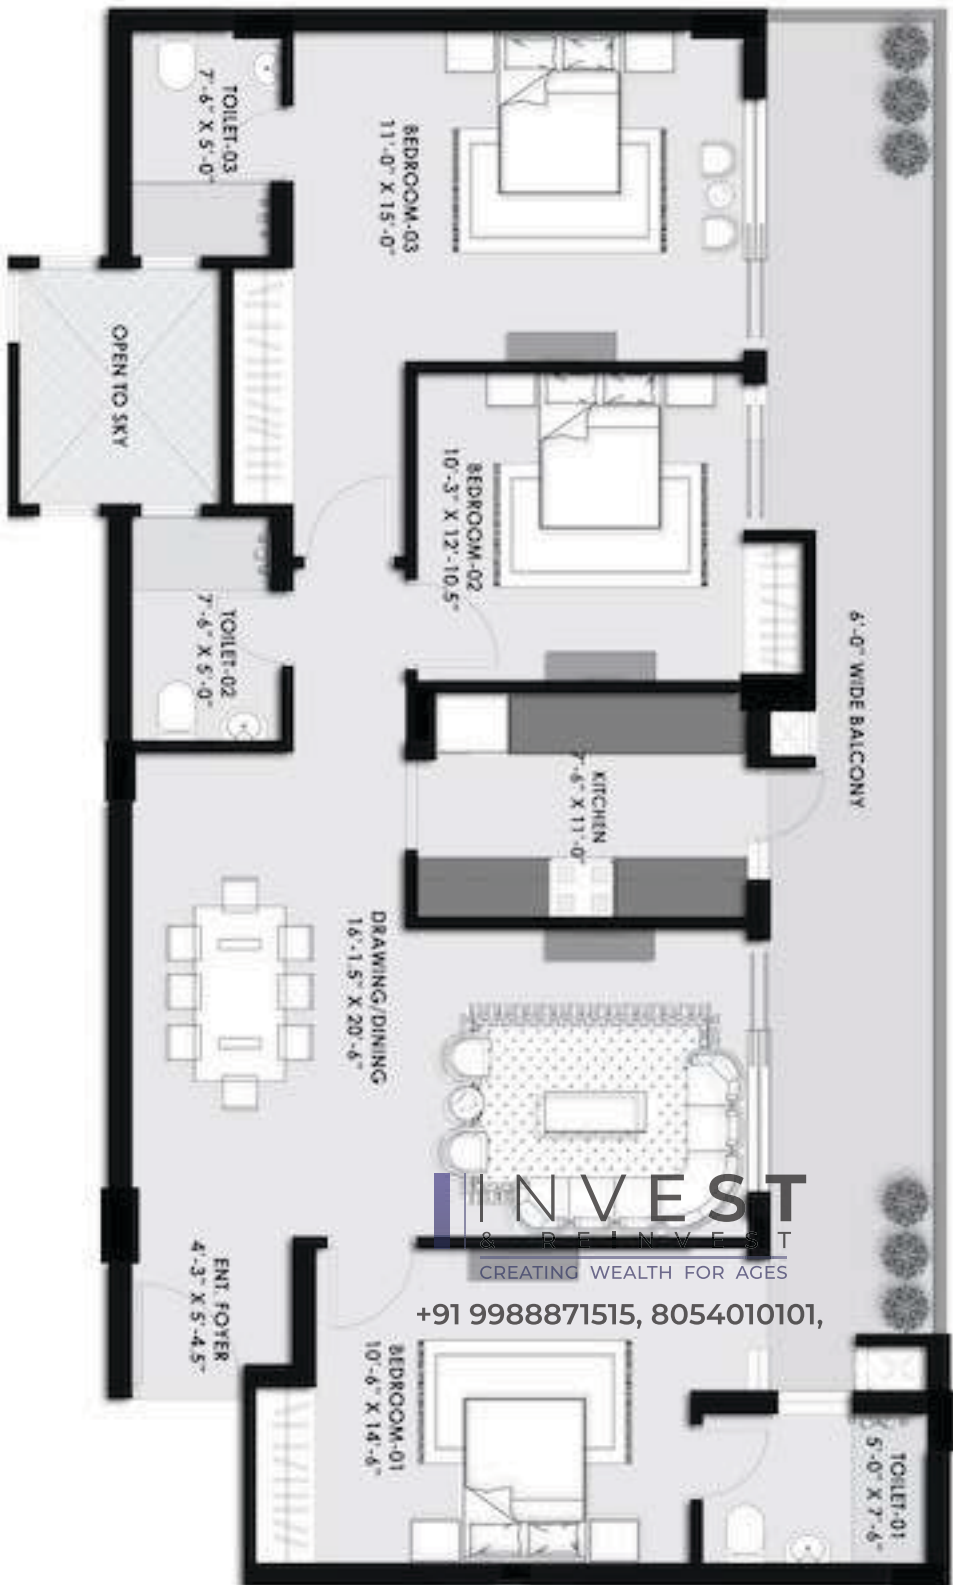 TOILET-03
7'-6" X 5'-0"
BEDROOM-03
11'-0" X 15'-0"
OPEN TO SKY
BEDROOM-02
10'-3" X 12'-10.5"
TOILET-02
7'-6" X 5'-0"
6'-0" WIDE BALCONY
KITCHEN
7'-6" X 11'-0"
DRAWING/DINING
16'-1.5" X 20'-6"
INVEST
& REINVEST
CREATING WEALTH FOR AGES
+91 9988871515, 8054010101,
ENT. FOYER
4'-3" X 5'-4.5"
BEDROOM-01
10'-6" X 14'-6"
TOILET-01
5'-0" X 7'-6"